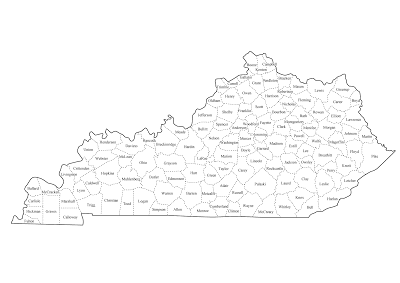 Boone
Campbell
Kenton
Grant
Pendleton
Bracken
Mason
Lewis
Greenup
Boyd
Carter
Owen
Henry
Oldham
Harrison
Robertson
Fleming
Rowan
Elliott
Lawrence
Jefferson
Shelby
Franklin
Scott
Bourbon
Nicholas
Bath
Bullitt
Spencer
Anderson
Woodford
Fayette
Clark
Montgomery
Menifee
Morgan
Johnson
Martin
Meade
Nelson
Washington
Mercer
Madison
Estill
Powell
Wolfe
Magoffin
Floyd
Pike
Henderson
Daviess
Hancock
Breckinridge
Hardin
Larue
Marion
Boyle
Lincoln
Garrard
Jackson
Owsley
Lee
Breathitt
Knott
Perry
Letcher
Union
Webster
McLean
Ohio
Grayson
Hart
Green
Taylor
Casey
Rockcastle
Laurel
Clay
Leslie
Harlan
Crittenden
Livingston
Hopkins
Muhlenberg
Butler
Edmonson
Warren
Barren
Metcalfe
Adair
Russell
Pulaski
Knox
Bell
Ballard
McCracken
Lyon
Caldwell
Christian
Todd
Logan
Simpson
Allen
Monroe
Cumberland
Clinton
Wayne
McCreary
Whitley
Carlisle
Graves
Marshall
Trigg
Hickman
Fulton
Calloway